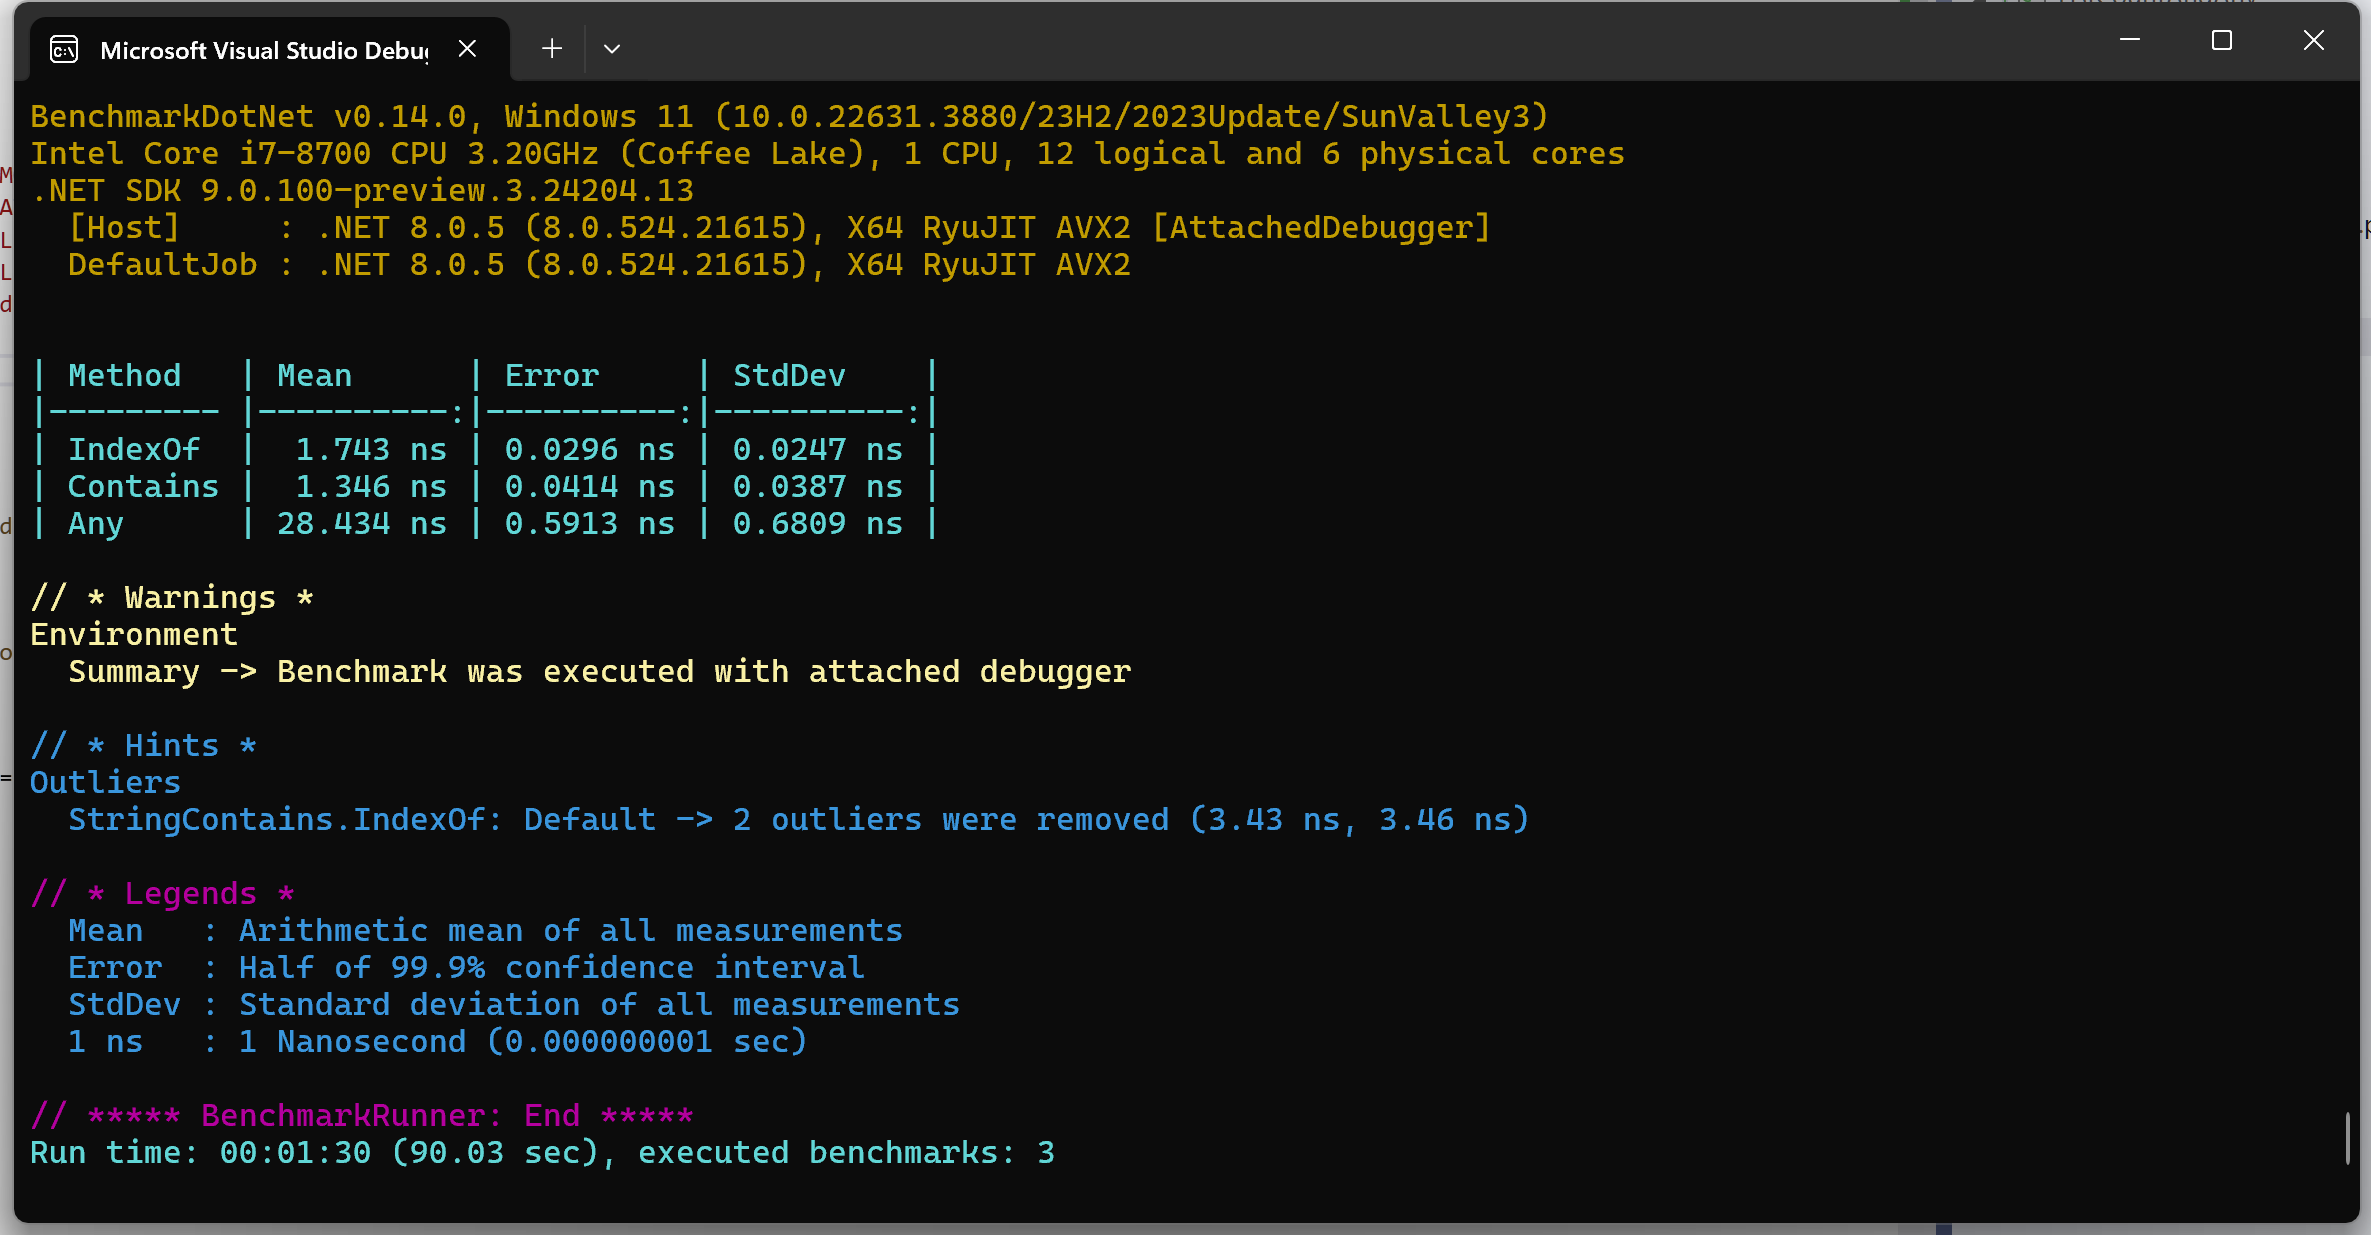 Microsoft Visual Studio Debug
BenchmarkDotNet v0.14.0, Windows 11 (10.0.22631.3880/23H2/2023Update/SunValley3)
Intel Core i7-8700 CPU 3.20GHz (Coffee Lake), 1 CPU, 12 logical and 6 physical cores
.NET SDK 9.0.100-preview.3.24204.13
  [Host]     : .NET 8.0.5 (8.0.524.21615), X64 RyuJIT AVX2 [AttachedDebugger]
  DefaultJob : .NET 8.0.5 (8.0.524.21615), X64 RyuJIT AVX2
| Method   | Mean      | Error     | StdDev    |
|--------- |----------:|----------:|----------:|
| IndexOf  |  1.743 ns | 0.0296 ns | 0.0247 ns |
| Contains |  1.346 ns | 0.0414 ns | 0.0387 ns |
| Any      | 28.434 ns | 0.5913 ns | 0.6809 ns |
// * Warnings *
Environment
  Summary -> Benchmark was executed with attached debugger
// * Hints *
Outliers
  StringContains.IndexOf: Default -> 2 outliers were removed (3.43 ns, 3.46 ns)
// * Legends *
  Mean   : Arithmetic mean of all measurements
  Error  : Half of 99.9% confidence interval
  StdDev : Standard deviation of all measurements
  1 ns   : 1 Nanosecond (0.000000001 sec)
// ***** BenchmarkRunner: End *****
Run time: 00:01:30 (90.03 sec), executed benchmarks: 3